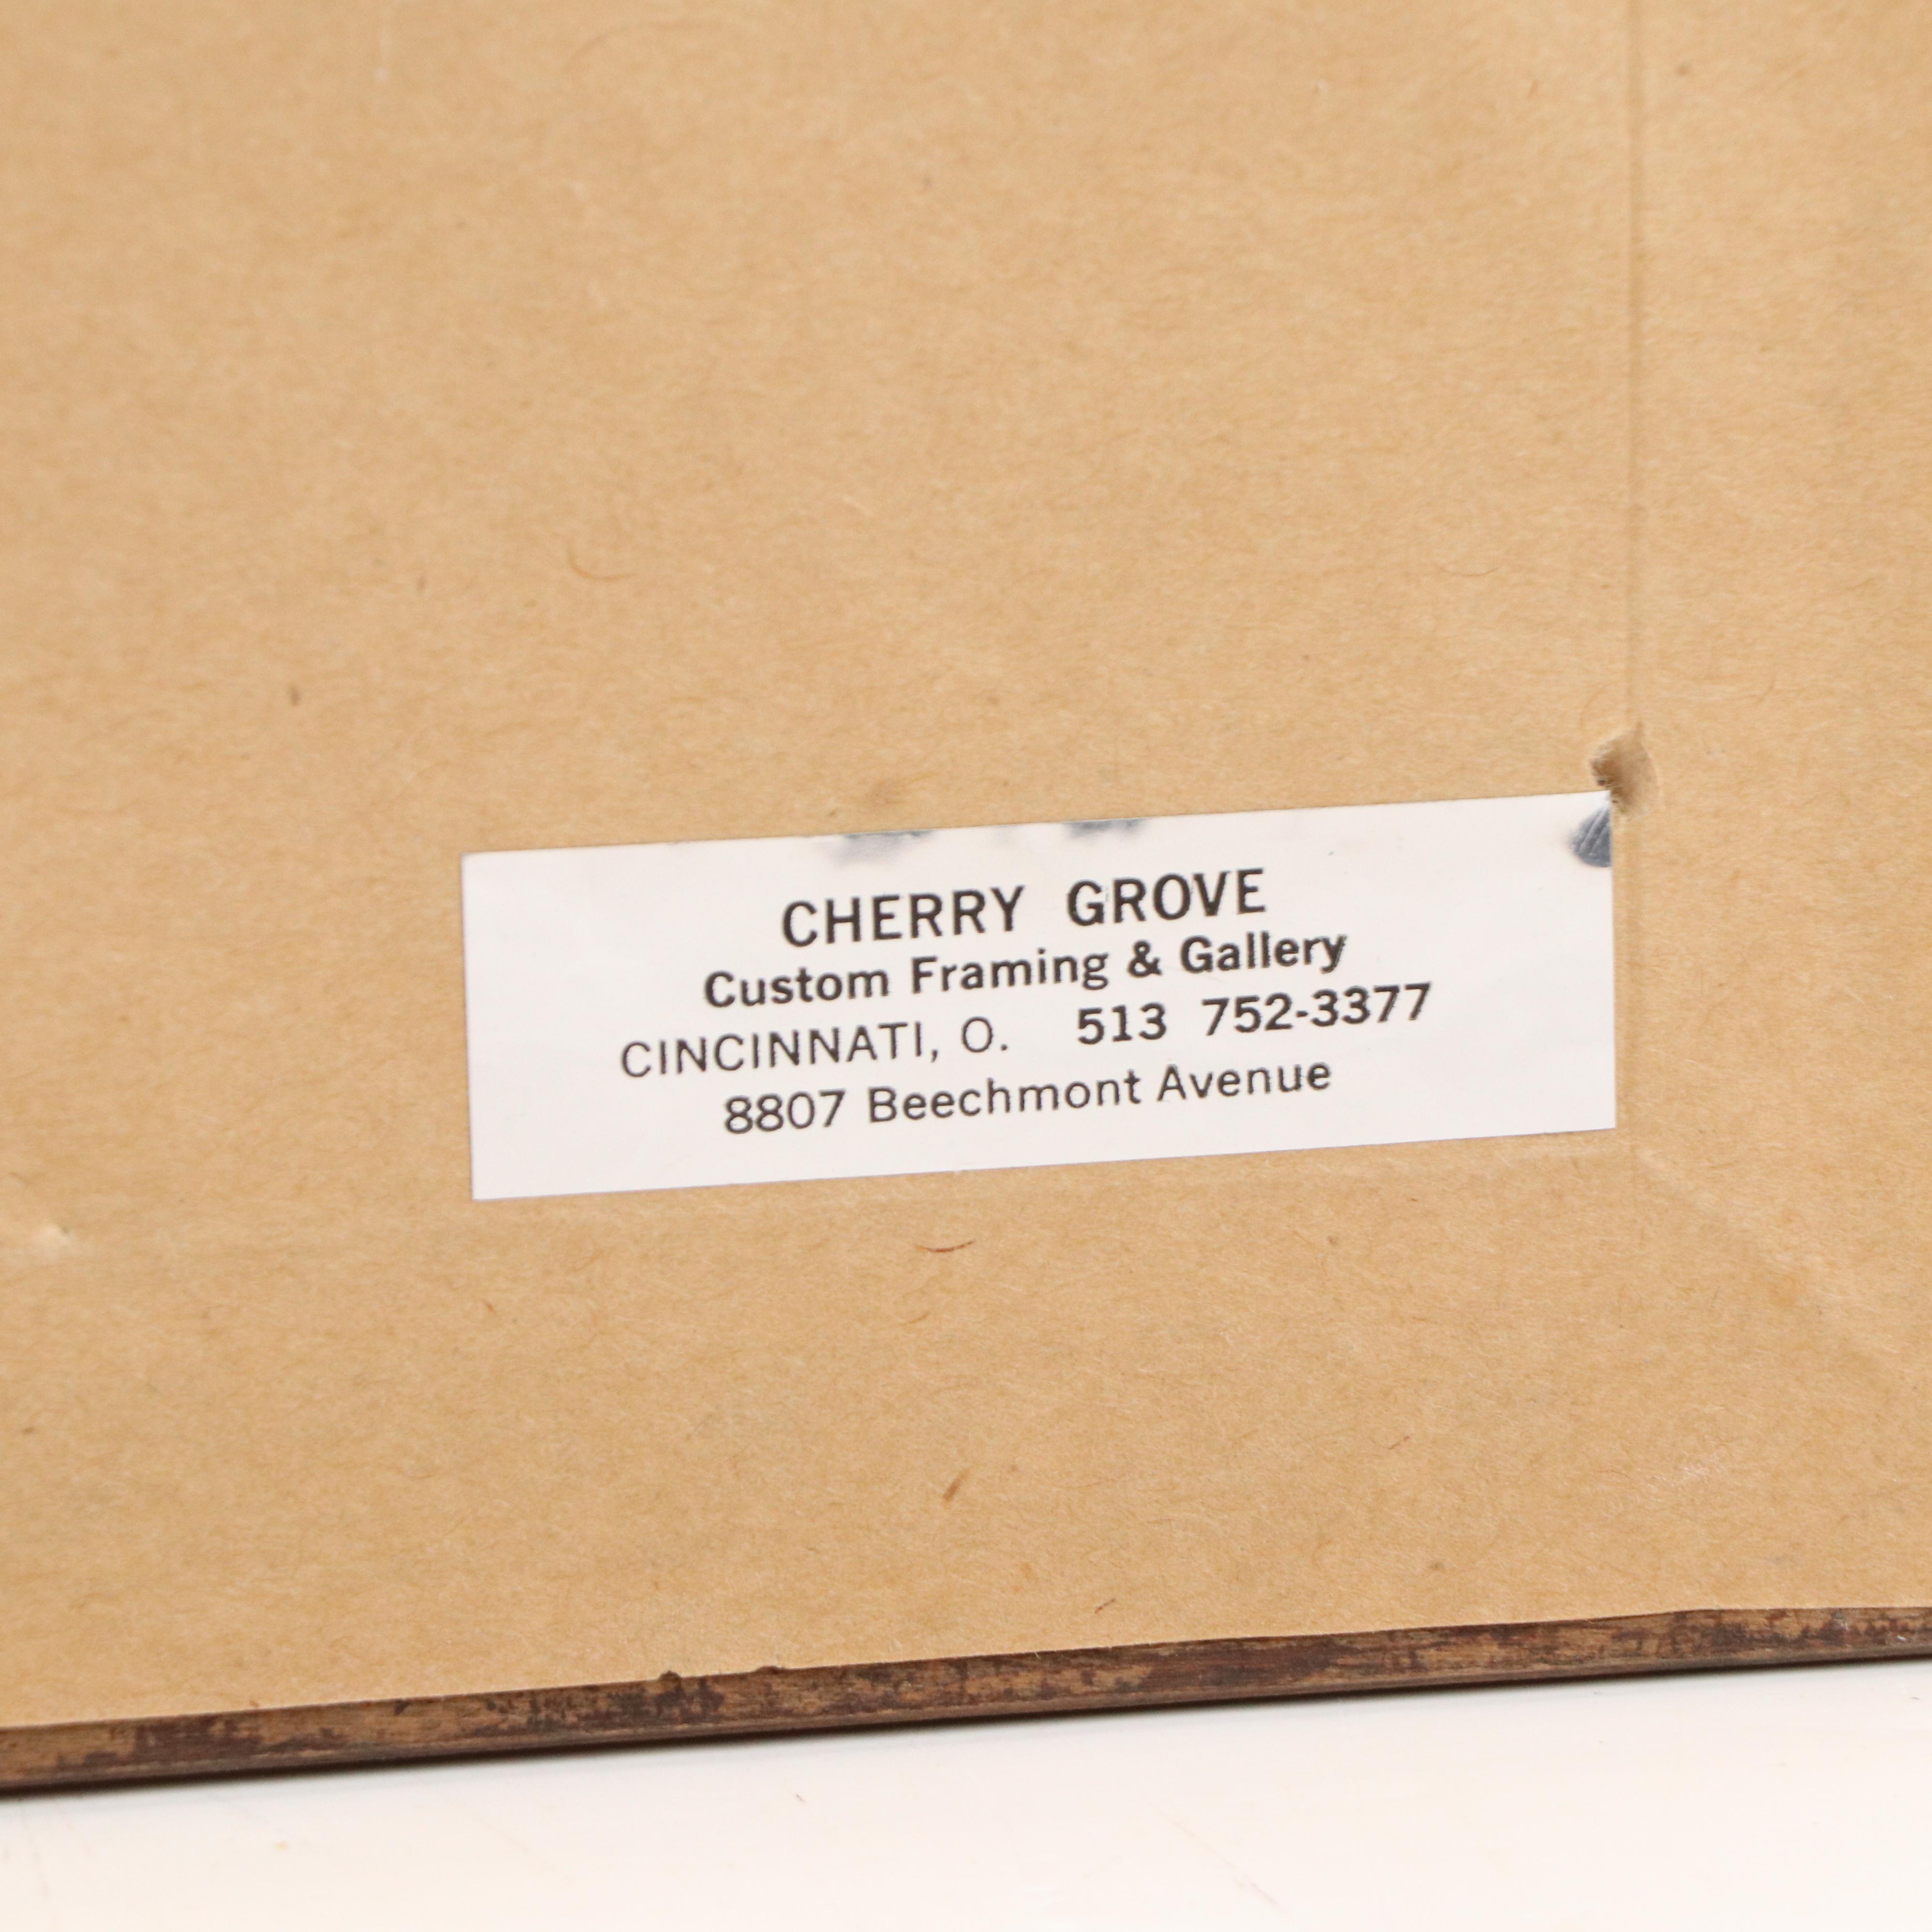 CHERRY GROVE
Custom Framing & Gallery
CINCINNATI, O. 513 752-3377
8807 Beechmont Avenue